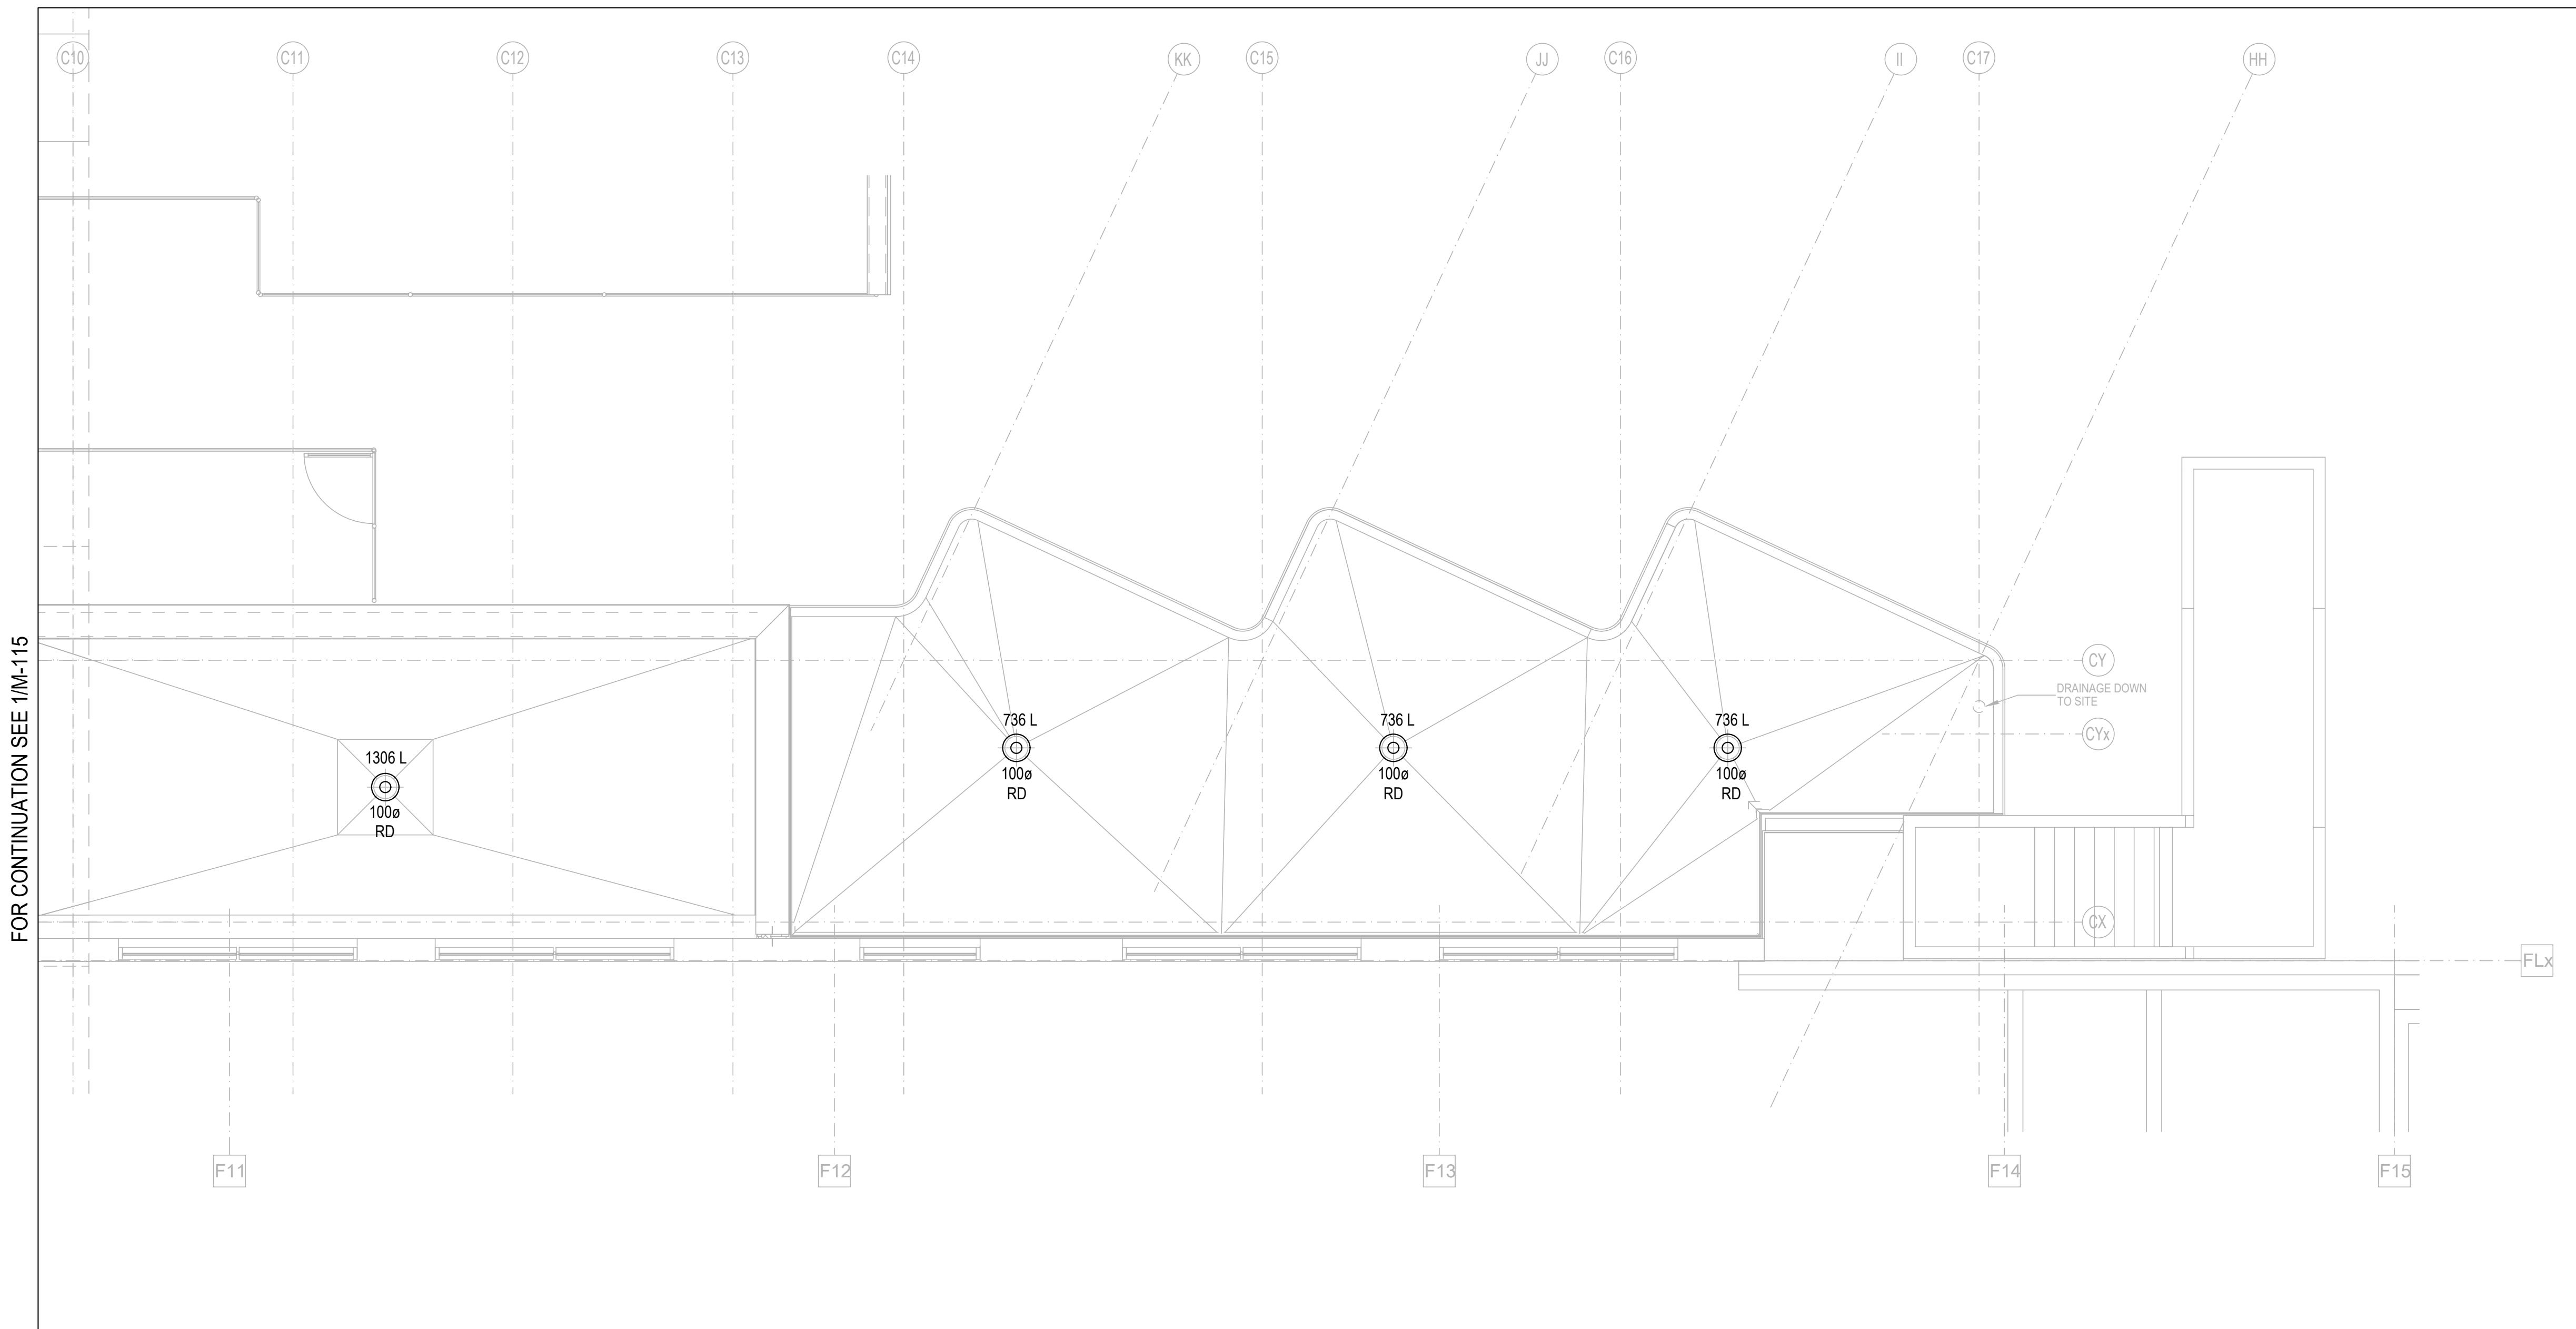 C10
C11
C12
C13
C14
KK
C15
JJ
C16
II
C17
HH
FOR CONTINUATION SEE 1/M-115
CY
DRAINAGE DOWN
TO SITE
CYx
1306 L
100ø
RD
736 L
100ø
RD
736 L
100ø
RD
736 L
100ø
RD
CX
FLx
F11
F12
F13
F14
F15